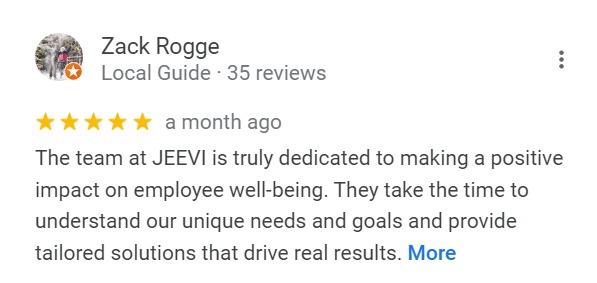 Zack Rogge
Local Guide · 35 reviews
a month ago
The team at JEEVI is truly dedicated to making a positive
impact on employee well-being. They take the time to
understand our unique needs and goals and provide
tailored solutions that drive real results. More